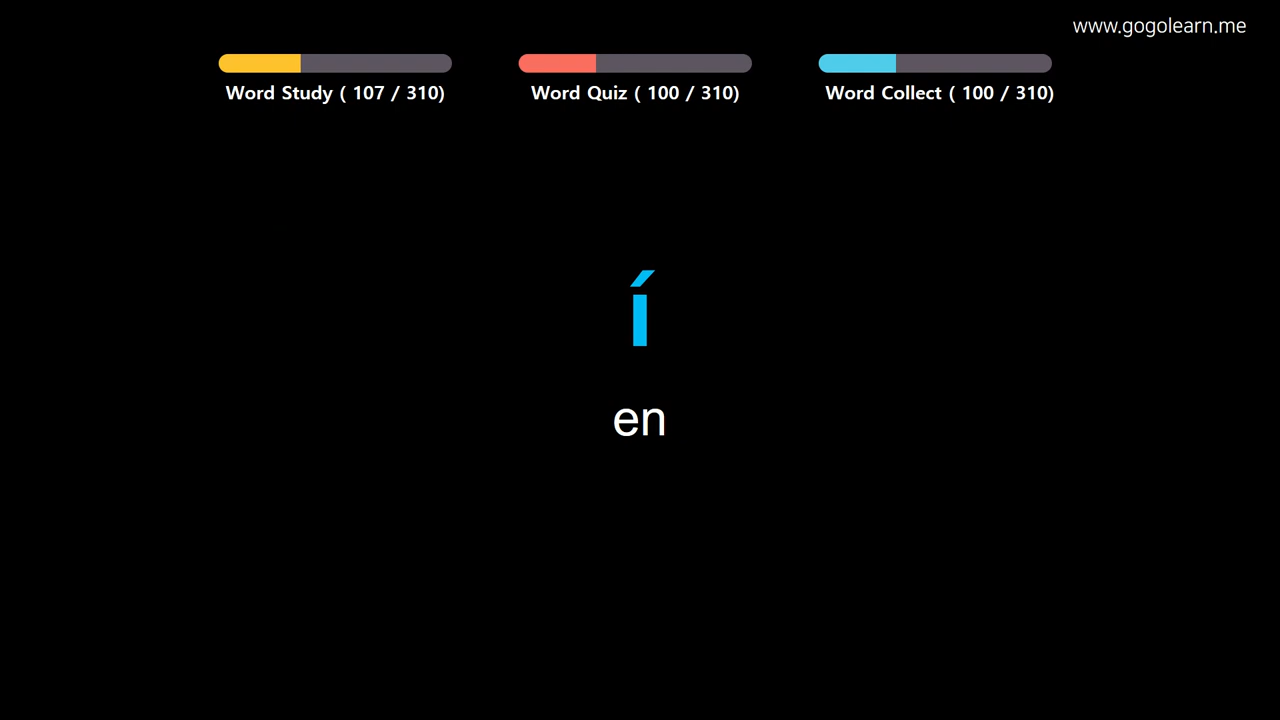 www.gogolearn.me
Word Study ( 107 / 310)
Word Quiz ( 100 / 310)
Word Collect ( 100 / 310)
í
en